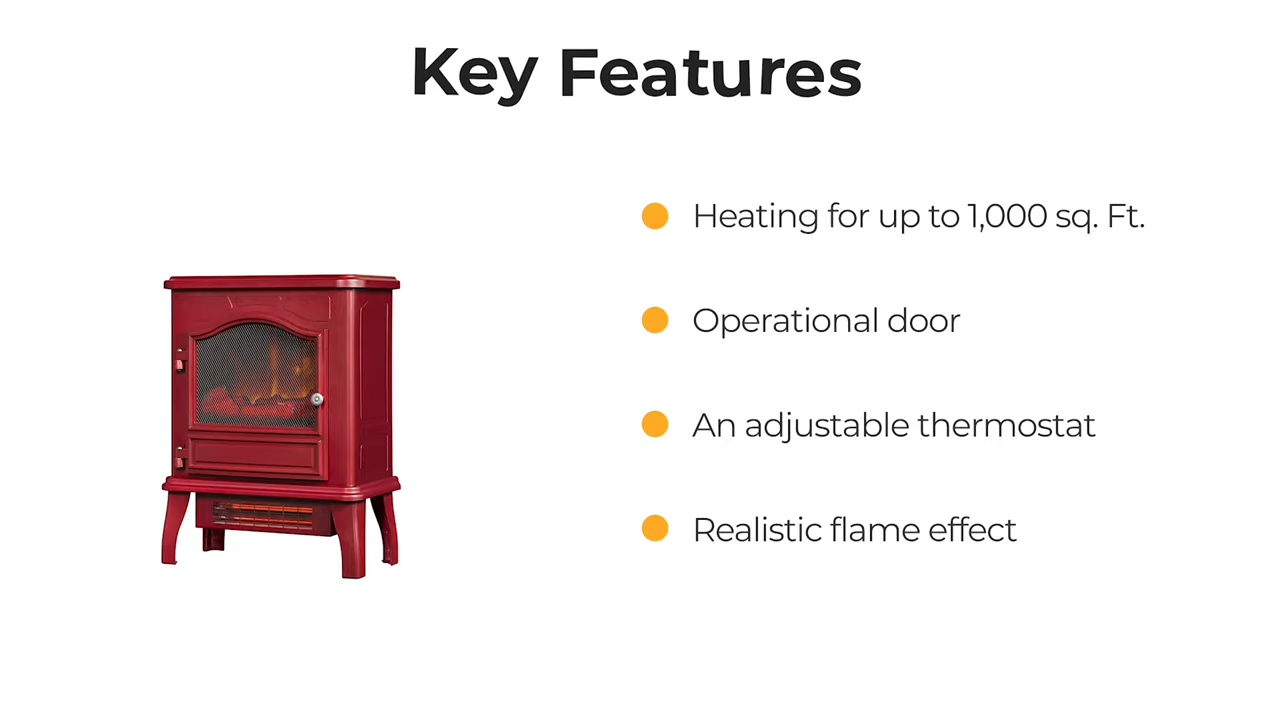 Key Features
Heating for up to 1,000 sq. Ft.
Operational door
An adjustable thermostat
Realistic flame effect